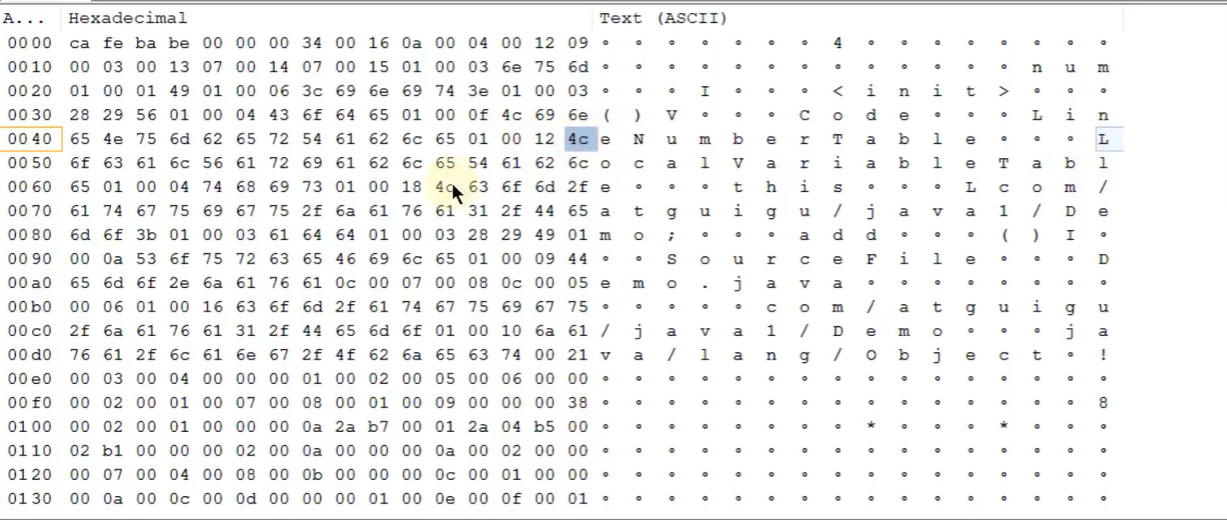 A... Hexadecimal Text (ASCII)
0000 ca fe ba be 00 00 00 34 00 16 0a 00 04 00 12 09 ∘ ∘ ∘ ∘ ∘ ∘ ∘ 4 ∘ ∘ ∘ ∘ ∘ ∘ ∘ ∘
0010 00 03 00 13 07 00 14 07 00 15 01 00 03 6e 75 6d ∘ ∘ ∘ ∘ ∘ ∘ ∘ ∘ ∘ ∘ ∘ ∘ ∘ n u m
0020 01 00 01 49 01 00 06 3c 69 6e 69 74 3e 01 00 03 ∘ ∘ ∘ I ∘ ∘ ∘ < i n i t > ∘ ∘ ∘
0030 28 29 56 01 00 04 43 6f 64 65 01 00 0f 4c 69 6e ( ) V ∘ ∘ ∘ C o d e ∘ ∘ ∘ L i n
0040 65 4e 75 6d 62 65 72 54 61 62 6c 65 01 00 12 4c e N u m b e r T a b l e ∘ ∘ ∘ L
0050 6f 63 61 6c 56 61 72 69 61 62 6c 65 54 61 62 6c o c a l V a r i a b l e T a b l
0060 65 01 00 04 74 68 69 73 01 00 18 4c 63 6f 6d 2f e ∘ ∘ ∘ t h i s ∘ ∘ ∘ L c o m /
0070 61 74 67 75 69 67 75 2f 6a 61 76 61 31 2f 44 65 a t g u i g u / j a v a 1 / D e
0080 6d 6f 3b 01 00 03 61 64 64 01 00 03 28 29 49 01 m o ; ∘ ∘ ∘ a d d ∘ ∘ ∘ ( ) I ∘
0090 00 0a 53 6f 75 72 63 65 46 69 6c 65 01 00 09 44 ∘ ∘ S o u r c e F i l e ∘ ∘ ∘ D
00a0 65 6d 6f 2e 6a 61 76 61 0c 00 07 00 08 0c 00 05 e m o . j a v a ∘ ∘ ∘ ∘ ∘ ∘ ∘ ∘
00b0 00 06 01 00 16 63 6f 6d 2f 61 74 67 75 69 67 75 ∘ ∘ ∘ ∘ ∘ c o m / a t g u i g u
00c0 2f 6a 61 76 61 31 2f 44 65 6d 6f 01 00 10 6a 61 / j a v a 1 / D e m o ∘ ∘ ∘ j a
00d0 76 61 2f 6c 61 6e 67 2f 4f 62 6a 65 63 74 00 21 v a / l a n g / O b j e c t ∘ !
00e0 00 03 00 04 00 00 00 01 00 02 00 05 00 06 00 00 ∘ ∘ ∘ ∘ ∘ ∘ ∘ ∘ ∘ ∘ ∘ ∘ ∘ ∘ ∘ ∘
00f0 00 02 00 01 00 07 00 08 00 01 00 09 00 00 00 38 ∘ ∘ ∘ ∘ ∘ ∘ ∘ ∘ ∘ ∘ ∘ ∘ ∘ ∘ ∘ 8
0100 00 02 00 01 00 00 00 0a 2a b7 00 01 2a 04 b5 00 ∘ ∘ ∘ ∘ ∘ ∘ ∘ ∘ * ∘ ∘ ∘ * ∘ ∘ ∘
0110 02 b1 00 00 00 02 00 0a 00 00 00 0a 00 02 00 00 ∘ ∘ ∘ ∘ ∘ ∘ ∘ ∘ ∘ ∘ ∘ ∘ ∘ ∘ ∘ ∘
0120 00 07 00 04 00 08 00 0b 00 00 00 0c 00 01 00 00 ∘ ∘ ∘ ∘ ∘ ∘ ∘ ∘ ∘ ∘ ∘ ∘ ∘ ∘ ∘ ∘
0130 00 0a 00 0c 00 0d 00 00 00 01 00 0e 00 0f 00 01 ∘ ∘ ∘ ∘ ∘ ∘ ∘ ∘ ∘ ∘ ∘ ∘ ∘ ∘ ∘ ∘